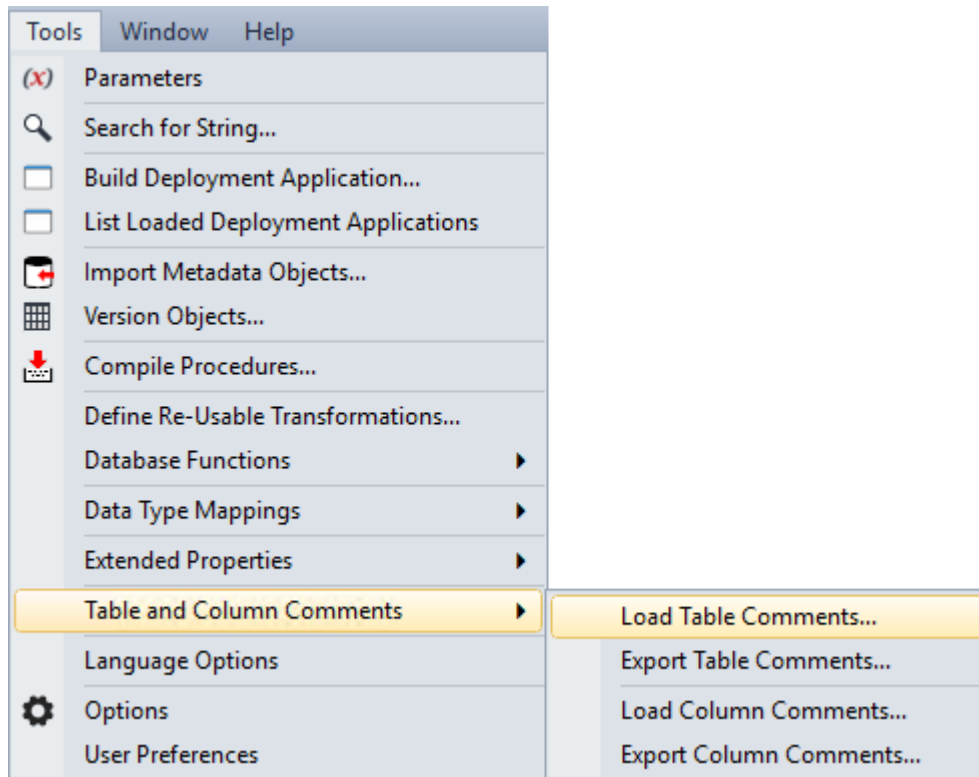 Tools Window Help
(x) Parameters
Search for String...
Build Deployment Application...
List Loaded Deployment Applications
Import Metadata Objects...
Version Objects...
Compile Procedures...
Define Re-Usable Transformations...
Database Functions
Data Type Mappings
Extended Properties
Table and Column Comments
Load Table Comments...
Export Table Comments...
Load Column Comments...
Export Column Comments...
Language Options
Options
User Preferences